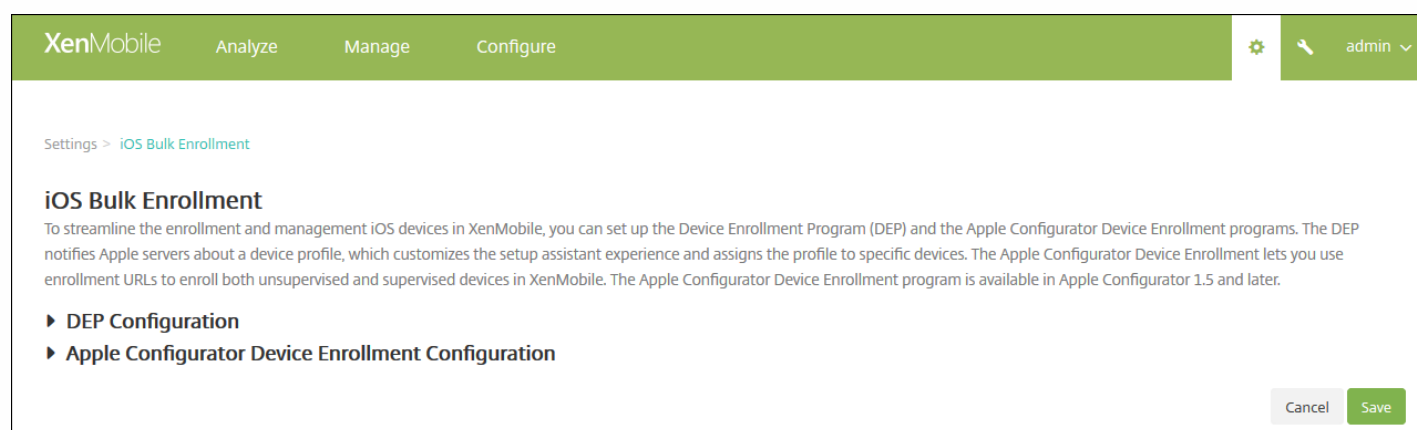 XenMobile Analyze Manage Configure admin
Settings > iOS Bulk Enrollment
iOS Bulk Enrollment
To streamline the enrollment and management iOS devices in XenMobile, you can set up the Device Enrollment Program (DEP) and the Apple Configurator Device Enrollment programs. The DEP
notifies Apple servers about a device profile, which customizes the setup assistant experience and assigns the profile to specific devices. The Apple Configurator Device Enrollment lets you use
enrollment URLs to enroll both unsupervised and supervised devices in XenMobile. The Apple Configurator Device Enrollment program is available in Apple Configurator 1.5 and later.
DEP Configuration
Apple Configurator Device Enrollment Configuration
Cancel Save